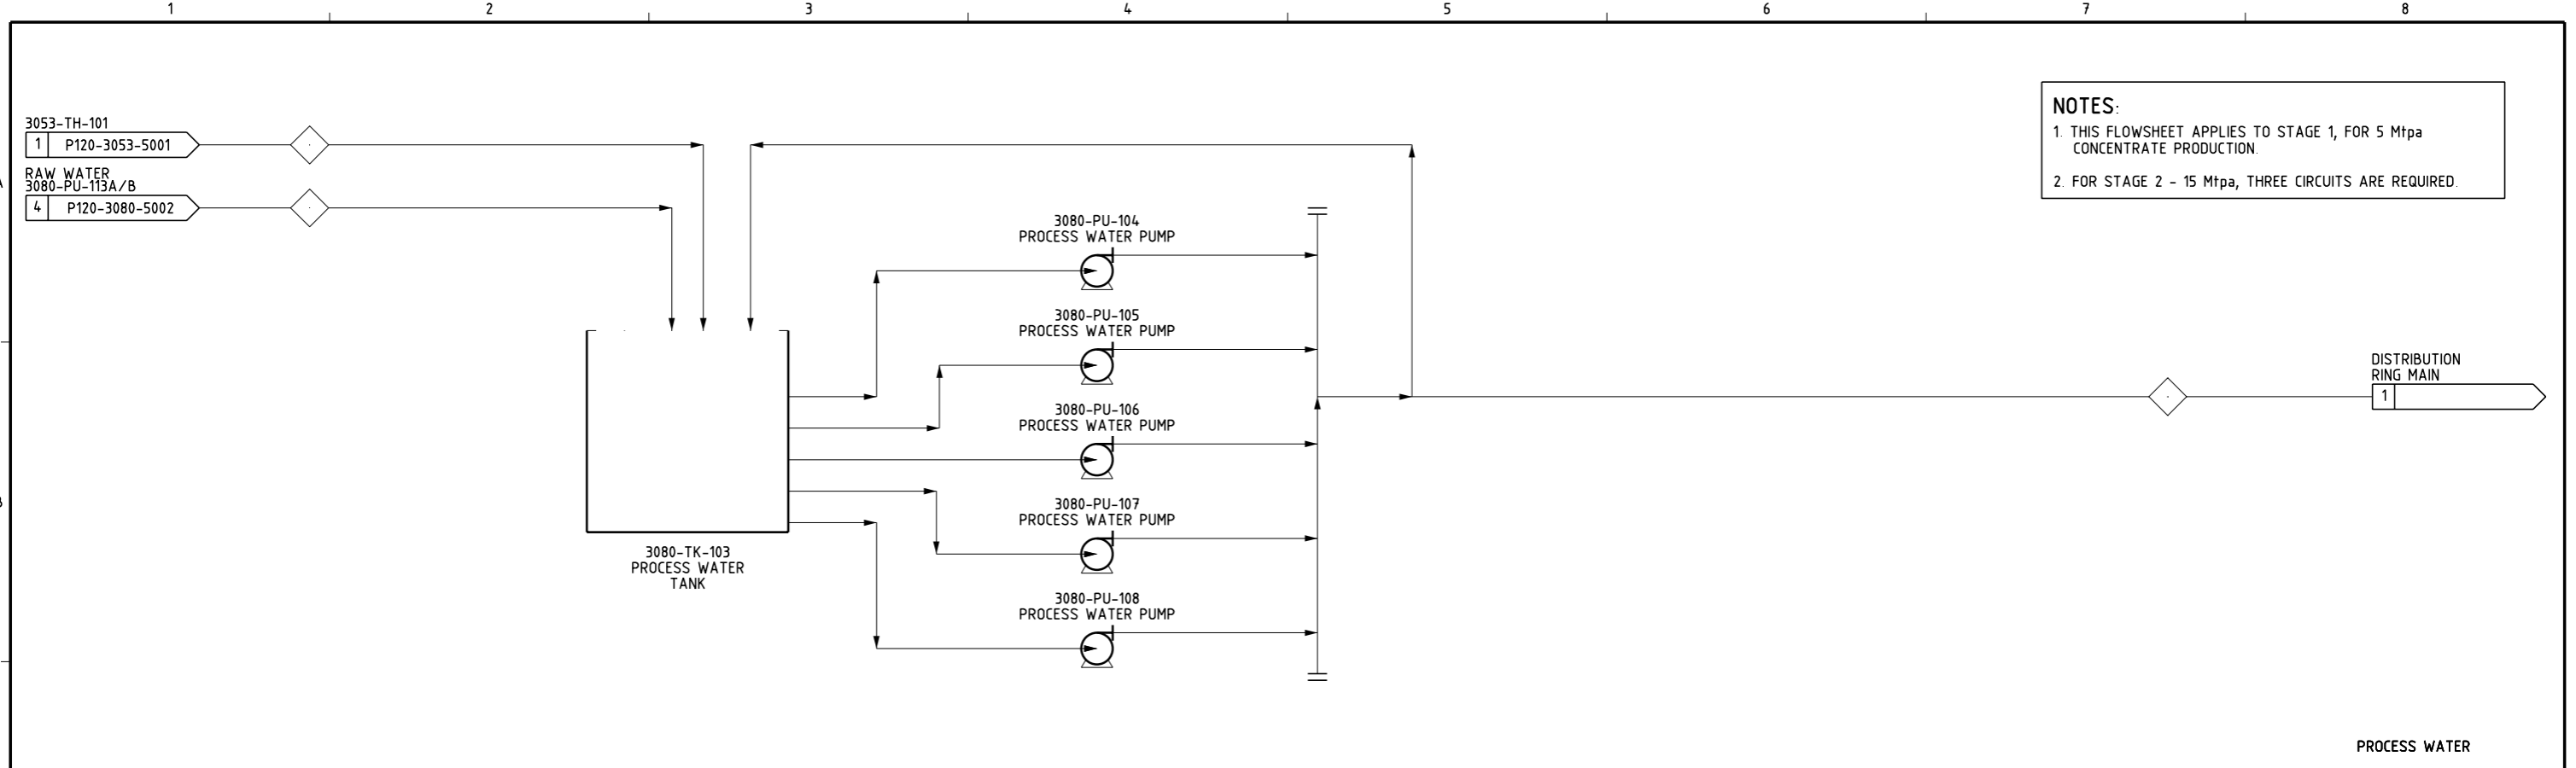 1 2 3 4 5 6 7 8
3053-TH-101
1 P120-3053-5001
RAW WATER
3080-PU-113A/B
4 P120-3080-5002
NOTES:
1. THIS FLOWSHEET APPLIES TO STAGE 1, FOR 5 Mtpa
CONCENTRATE PRODUCTION.
2. FOR STAGE 2 - 15 Mtpa, THREE CIRCUITS ARE REQUIRED.
3080-PU-104
PROCESS WATER PUMP
3080-PU-105
PROCESS WATER PUMP
3080-PU-106
PROCESS WATER PUMP
3080-PU-107
PROCESS WATER PUMP
3080-PU-108
PROCESS WATER PUMP
3080-TK-103
PROCESS WATER
TANK
DISTRIBUTION
RING MAIN
1
PROCESS WATER